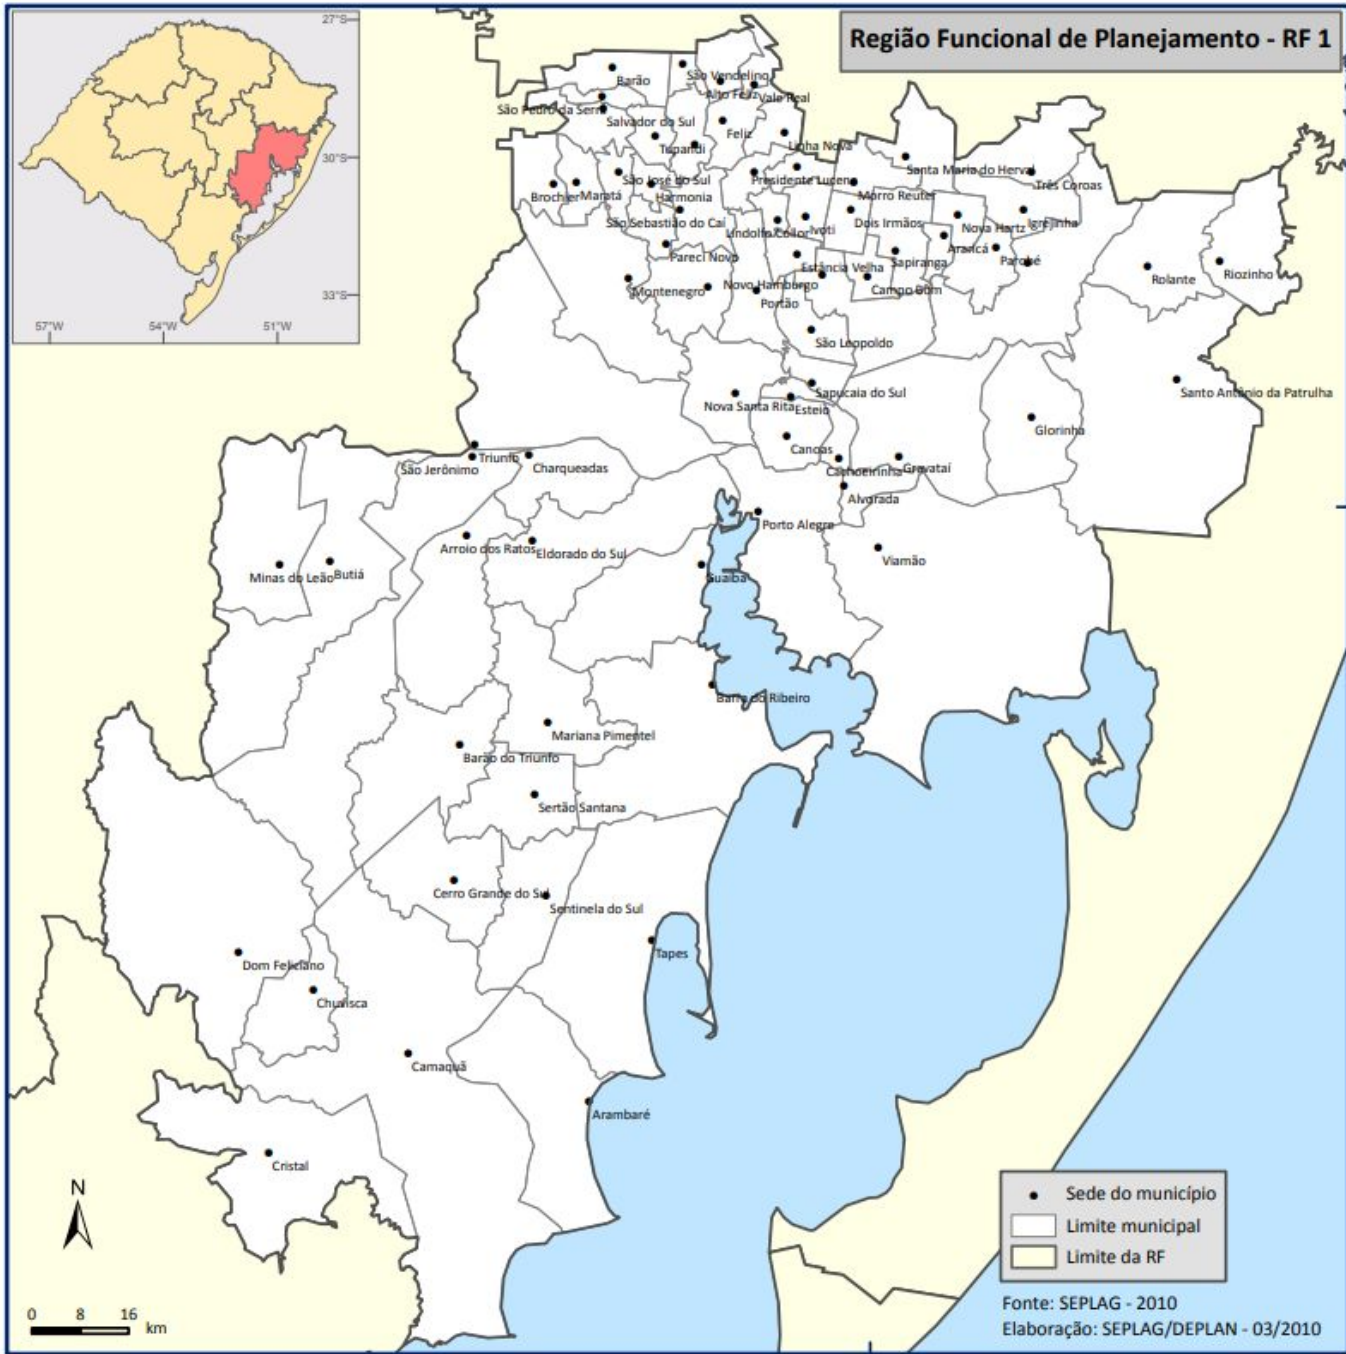 Região Funcional de Planejamento - RF 1
27°S
30°S
33°S
57°W
54°W
51°W
Barão
São Vendelino
Alto Feliz
Vale Real
São Pedro da Serra
Salvador do Sul
Feliz
Tupandi
Linha Nova
Santa Maria do Herval
São José do Sul
Presidente Lucena
Três Coroas
Brochier
Maratá
Harmonia
Morro Reuter
São Sebastião do Caí
Lindolfo Collor
Ivoti
Dois Irmãos
Nova Hartz
Igrejinha
Araricá
Pareci Novo
Estância Velha
Sapiranga
Parobé
Riozinho
Rolante
Montenegro
Novo Hamburgo
Campo Bom
Portão
São Leopoldo
Sapucaia do Sul
Santo Antônio da Patrulha
Nova Santa Rita
Esteio
Glorinha
Canoas
Triunfo
São Jerônimo
Charqueadas
Cachoeirinha
Gravataí
Alvorada
Porto Alegre
Arroio dos Ratos
Eldorado do Sul
Viamão
Minas do Leão
Butiá
Guaíba
Barra do Ribeiro
Mariana Pimentel
Barão do Triunfo
Sertão Santana
Cerro Grande do Sul
Sentinela do Sul
Tapes
Dom Feliciano
Chuvisca
Camaquã
Arambaré
Cristal
N
0 8 16
km
Sede do município
Limite municipal
Limite da RF
Fonte: SEPLAG - 2010
Elaboração: SEPLAG/DEPLAN - 03/2010